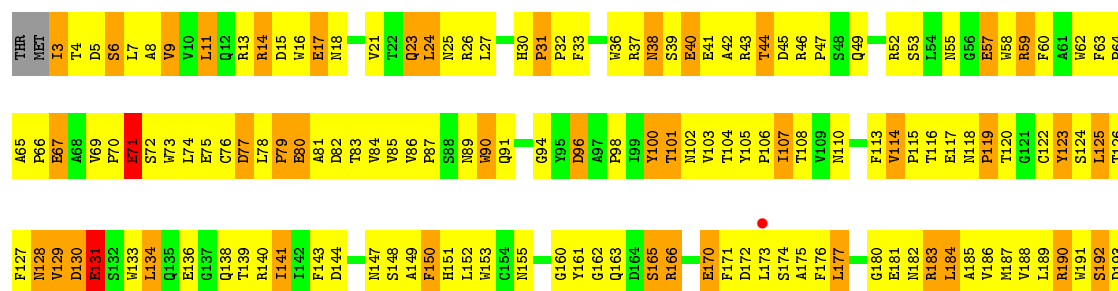 THR MET I3 T4 D5 S6 L7 A8 V9 V10 L11 Q12 R13 R14 D15 W16 E17 N18 V21 T22 Q23 L24 N25 R26 L27 H30 P31 P32 F33 W36 R37 N38 S39 E40 E41 A42 R43 T44 D45 R46 P47 S48 Q49 R52 S53 L54 N55 G56 E57 W58 R59 F60 A61 W62 F63 P64
A65 P66 E67 A68 V69 P70 E71 S72 W73 L74 E75 C76 D77 L78 P79 E80 A81 D82 T83 V84 V85 V86 P87 S88 N89 W90 Q91 G94 Y95 D96 A97 P98 I99 Y100 T101 N102 V103 T104 Y105 P106 I107 T108 V109 N110 F113 V114 P115 T116 E117 N118 P119 T120 G121 C122 Y123 S124 L125 T126
F127 N128 V129 D130 E131 S132 W133 L134 Q135 E136 G137 Q138 T139 R140 I141 I142 F143 D144 N147 S148 A149 F150 H151 L152 W153 C154 N155 G160 Y161 G162 Q163 D164 S165 R166 E170 F171 D172 L173 S174 A175 F176 L177 G180 E181 N182 R183 L184 A185 V186 M187 V188 L189 R190 W191 S192 D193